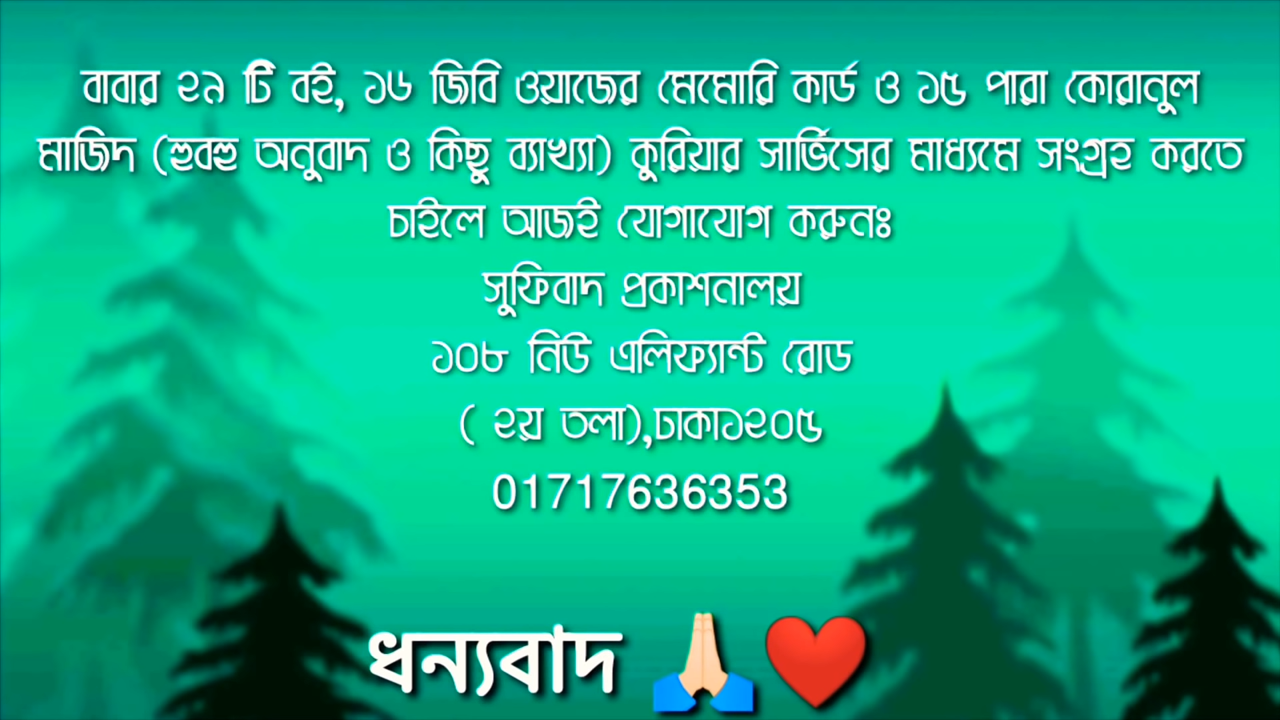 বাবার ২৯ টি বই, ১৬ জিবি ওয়াজের মেমোরি কার্ড ও ১৫ পারা কোরানুল
মাজিদ (হুবহু অনুবাদ ও কিছু ব্যাখ্যা) কুরিয়ার সার্ভিসের মাধ্যমে সংগ্রহ করতে
চাইলে আজই যোগাযোগ করুনঃ
সুফিবাদ প্রকাশনালয়
১০৮ নিউ এলিফ্যান্ট রোড
( ২য় তলা),ঢাকা১২০৫
01717636353
ধন্যবাদ 🙏🏻❤️